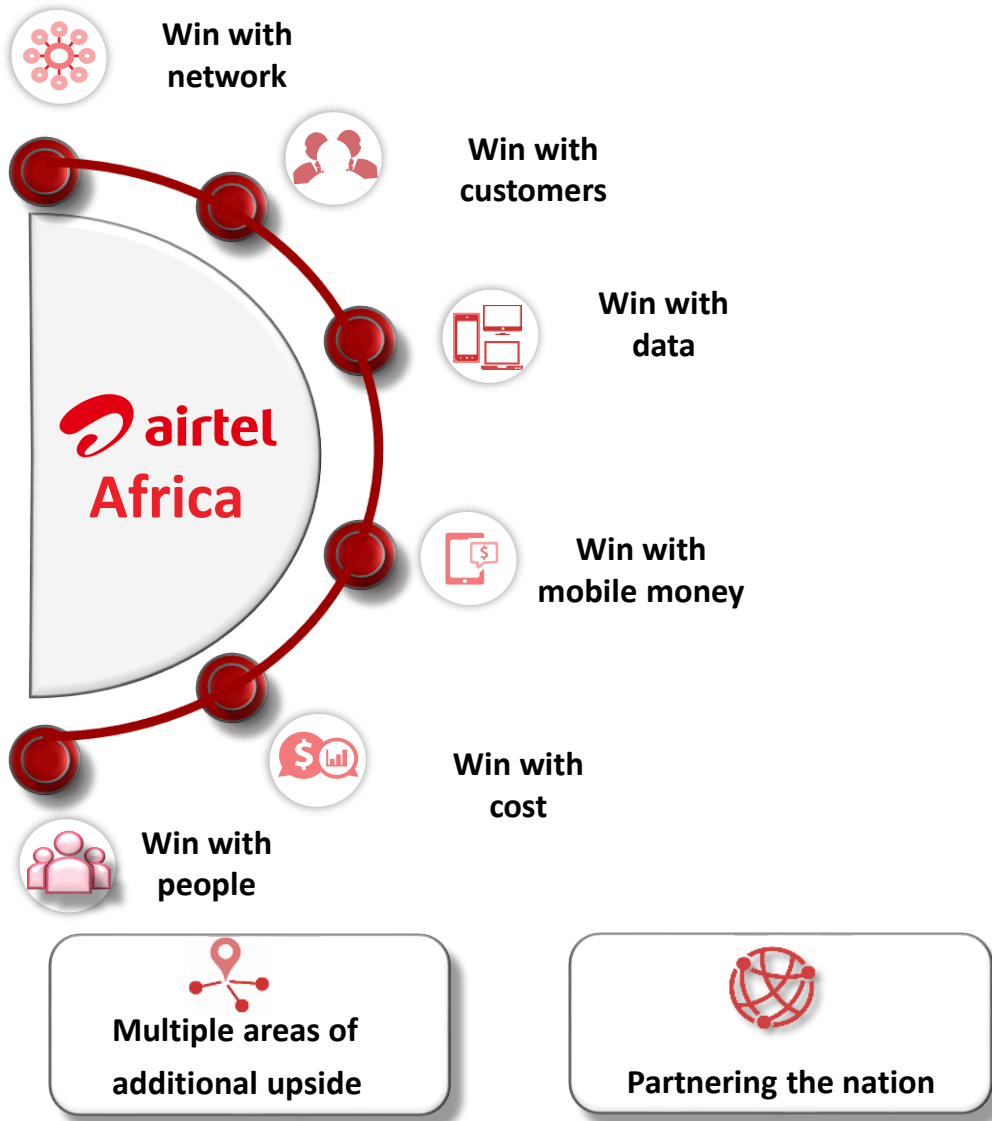 Win with
network
Win with
customers
Win with
data
airtel
Africa
$
Win with
mobile money
$
Win with
cost
Win with
people
Multiple areas of
additional upside
Partnering the nation